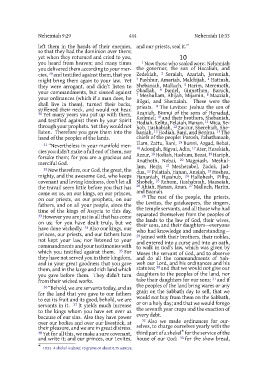 Nehemiah 9:29
444
Nehemiah 10:33
left them in the hands of their enemies,
so that they had the dominion over them;
yet when they returned and cried to you,
you heard from heaven; and many times
you delivered them according to your mer-
cies, 29 and testified against them, that you
might bring them again to your law. Yet
they were arrogant, and didn't listen to
your commandments, but sinned against
your ordinances (which if a man does, he
shall live in them), turned their backs,
stiffened their neck, and would not hear.
30 Yet many years you put up with them,
and testified against them by your Spirit
through your prophets. Yet they would not
listen. Therefore you gave them into the
hand of the peoples of the lands.
31 "Nevertheless in your manifold mer-
cies you didn't make a full end of them, nor
forsake them; for you are a gracious and
merciful God.
32 Now therefore, our God, the great, the
mighty, and the awesome God, who keeps
covenant and loving kindness, don't let all
the travail seem little before you that has
come on us, on our kings, on our princes,
on our priests, on our prophets, on our
fathers, and on all your people, since the
time of the kings of Assyria to this day.
33 However you are just in all that has come
on us; for you have dealt truly, but we
have done wickedly. 34 Also our kings, our
princes, our priests, and our fathers have
not kept your law, nor listened to your
commandments and your testimonies with
which you testified against them. 35 For
they have not served you in their kingdom,
and in your great goodness that you gave
them, and in the large and rich land which
you gave before them. They didn't turn
from their wicked works.
36 "Behold, we are servants today, and as
for the land that you gave to our fathers
to eat its fruit and its good, behold, we are
servants in it. 37 It yields much increase
to the kings whom you have set over us
because of our sins. Also they have power
over our bodies and over our livestock, at
their pleasure, and we are in great distress.
38 Yet for all this, we make a sure covenant,
and write it; and our princes, our Levites,
and our priests, seal it."
10
1 Now those who sealed were: Nehemiah
the governor, the son of Hacaliah, and
Zedekiah, 2 Seraiah, Azariah, Jeremiah,
3 Pashhur, Amariah, Malchijah, 4 Hattush,
Shebaniah, Malluch, 5 Harim, Meremoth,
Obadiah, 6 Daniel, Ginnethon, Baruch,
7 Meshullam, Abijah, Mijamin, 8 Maaziah,
Bilgai, and Shemaiah. These were the
priests. 9 The Levites: Jeshua the son of
Azaniah, Binnui of the sons of Henadad,
Kadmiel; 10 and their brothers, Shebaniah,
Hodiah, Kelita, Pelaiah, Hanan, 11 Mica, Re-
hob, Hashabiah, 12 Zaccur, Sherebiah, She-
baniah, 13 Hodiah, Bani, and Beninu. 14 The
chiefs of the people: Parosh, Pahathmoab,
Elam, Zattu, Bani, 15 Bunni, Azgad, Bebai,
16 Adonijah, Bigvai, Adin, 17 Ater, Hezekiah,
Azzur, 18 Hodiah, Hashum, Bezai, 19 Hariph,
Anathoth, Nobai, 20 Magpiash, Meshul-
lam, Hezir, 21 Meshezabel, Zadok, Jad-
dua, 22 Pelatiah, Hanan, Anaiah, 23 Hoshea,
Hananiah, Hasshub, 24 Hallohesh, Pilha,
Shobek, 25 Rehum, Hashabnah, Maaseiah,
26 Ahiah, Hanan, Anan, 27 Malluch, Harim,
and Baanah.
28 The rest of the people, the priests,
the Levites, the gatekeepers, the singers,
the temple servants, and all those who had
separated themselves from the peoples of
the lands to the law of God, their wives,
their sons, and their daughters—everyone
who had knowledge and understanding—
29 joined with their brothers, their nobles,
and entered into a curse and into an oath,
to walk in God's law, which was given by
Moses the servant of God, and to observe
and do all the commandments of Yah-
weh our Lord, and his ordinances and his
statutes; 30 and that we would not give our
daughters to the peoples of the land, nor
take their daughters for our sons; 31 and if
the peoples of the land bring wares or any
grain on the Sabbath day to sell, that we
would not buy from them on the Sabbath,
or on a holy day; and that we would forego
the seventh year crops and the exaction of
every debt.
32 Also we made ordinances for our-
selves, to charge ourselves yearly with the
third part of a shekel for the service of the
house of our God: 33 for the show bread,